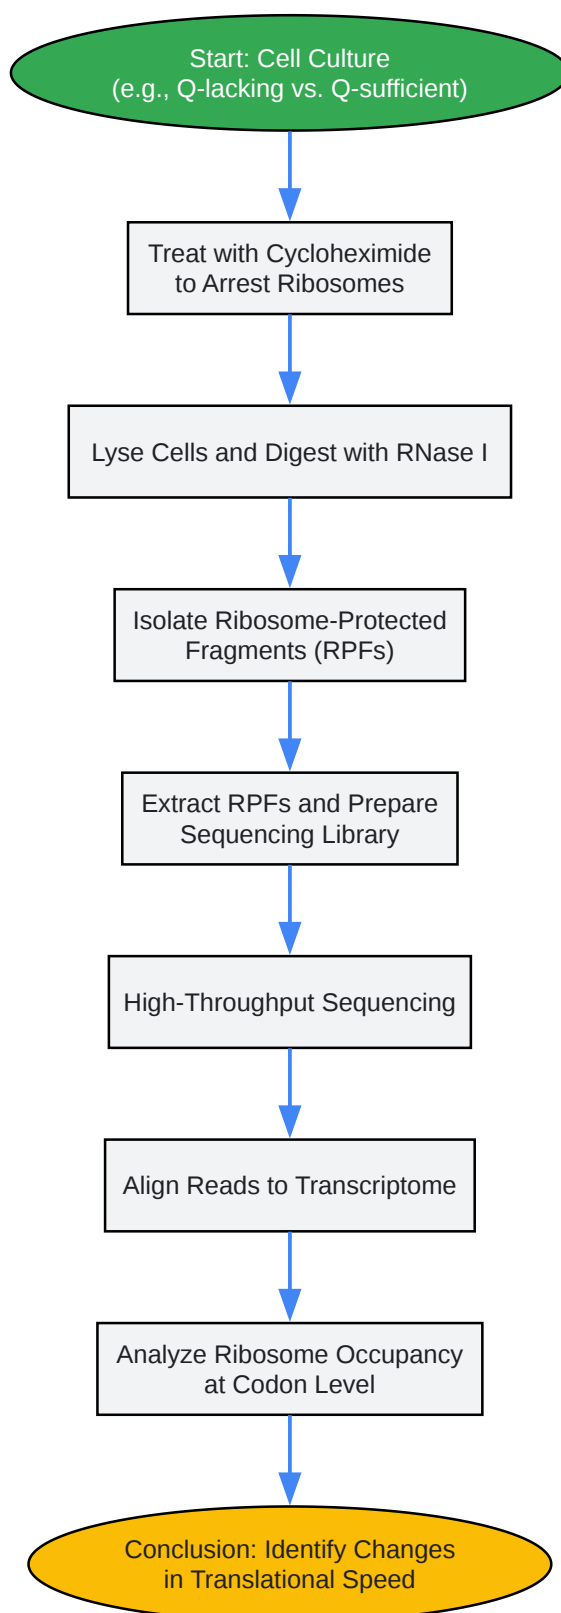 Start: Cell Culture
(e.g., Q-lacking vs. Q-sufficient)
Treat with Cycloheximide
to Arrest Ribosomes
Lyse Cells and Digest with RNase I
Isolate Ribosome-Protected
Fragments (RPFs)
Extract RPFs and Prepare
Sequencing Library
High-Throughput Sequencing
Align Reads to Transcriptome
Analyze Ribosome Occupancy
at Codon Level
Conclusion: Identify Changes
in Translational Speed